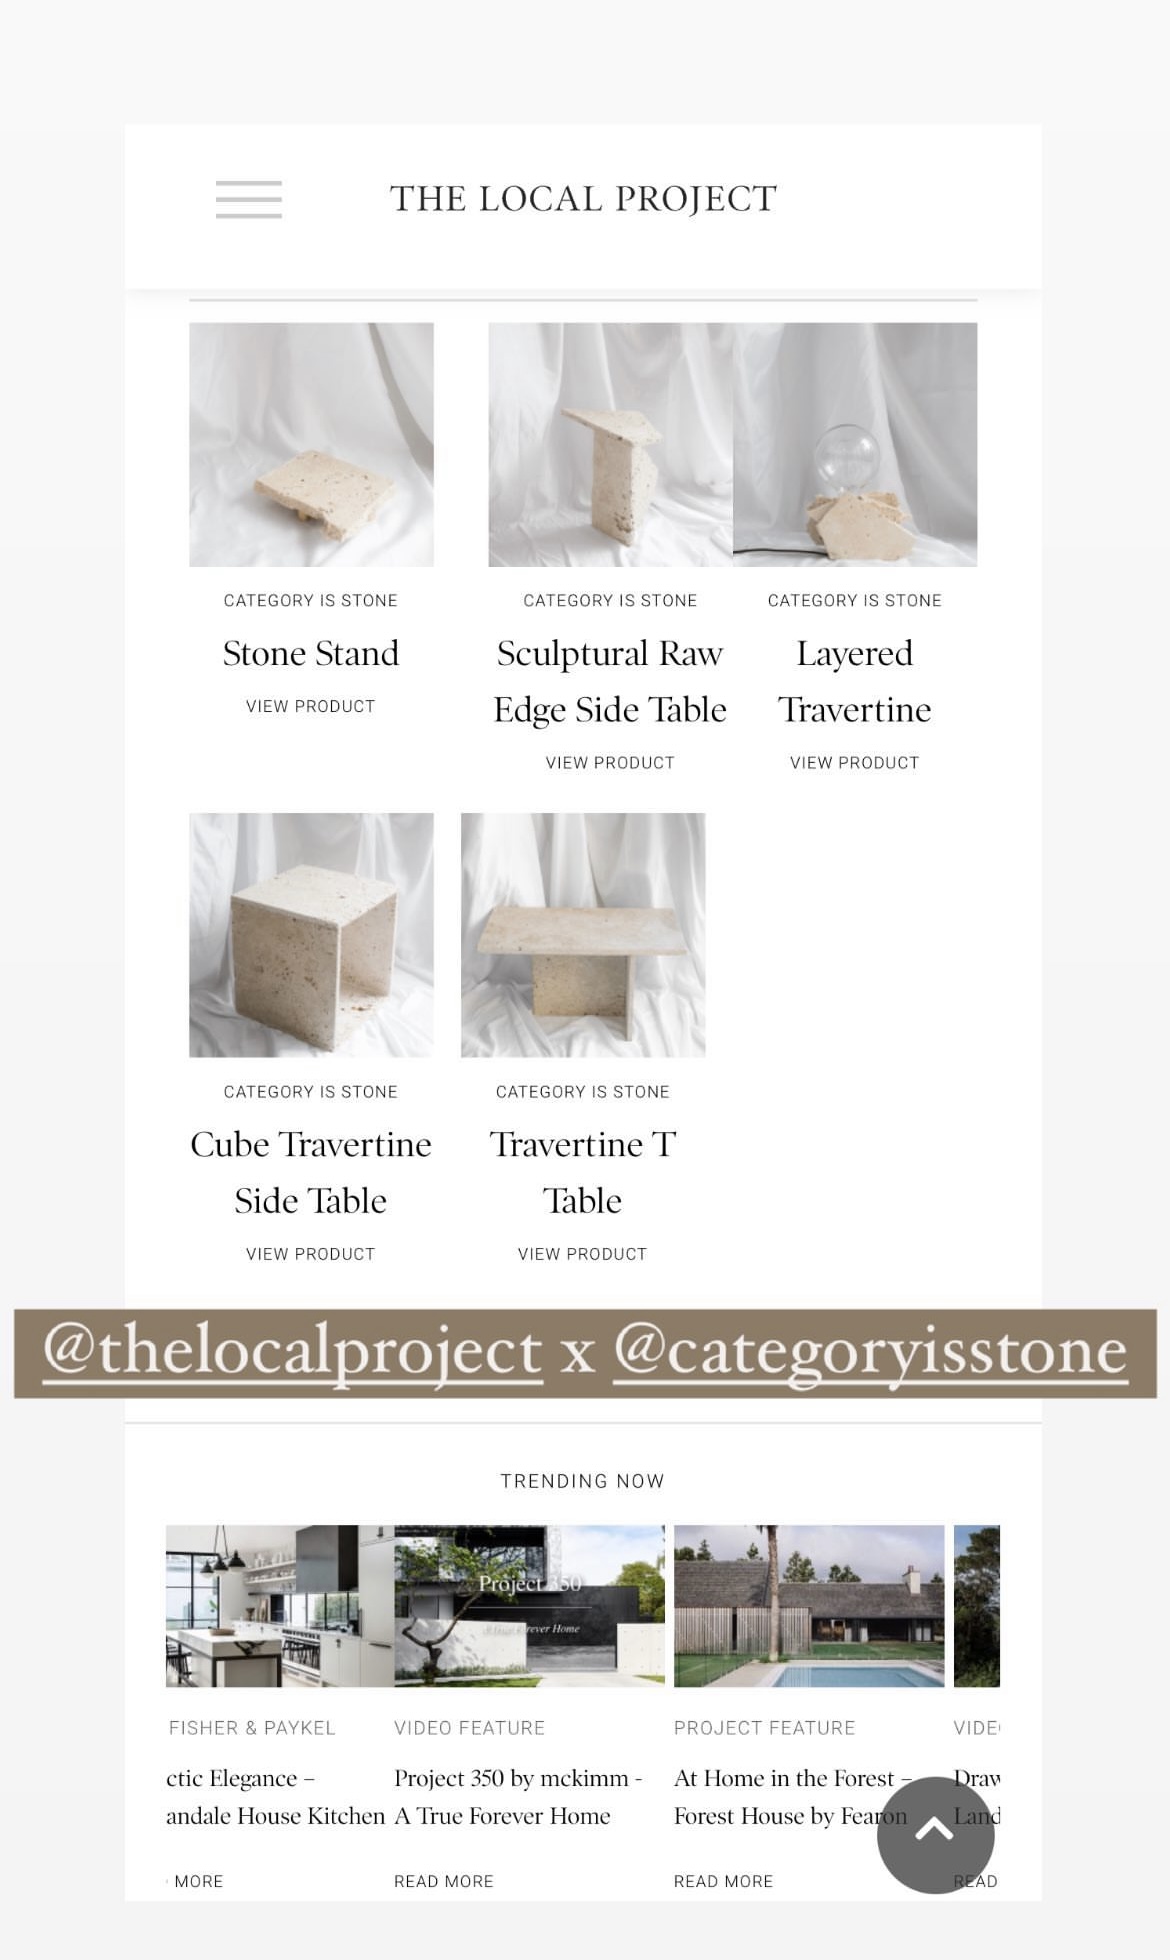 THE LOCAL PROJECT
CATEGORY IS STONE
Stone Stand
VIEW PRODUCT
CATEGORY IS STONE
Sculptural Raw
Edge Side Table
VIEW PRODUCT
CATEGORY IS STONE
Layered
Travertine
VIEW PRODUCT
CATEGORY IS STONE
Cube Travertine
Side Table
VIEW PRODUCT
CATEGORY IS STONE
Travertine T
Table
VIEW PRODUCT
@thelocalproject x @categoryisstone
TRENDING NOW
FISHER & PAYKEL
ctic Elegance –
andale House Kitchen
MORE
Project 350
Forever Home
VIDEO FEATURE
Project 350 by mckimm -
A True Forever Home
READ MORE
PROJECT FEATURE
At Home in the Forest –
Forest House by Fearon
READ MORE
VIDE
Draw
Land
READ